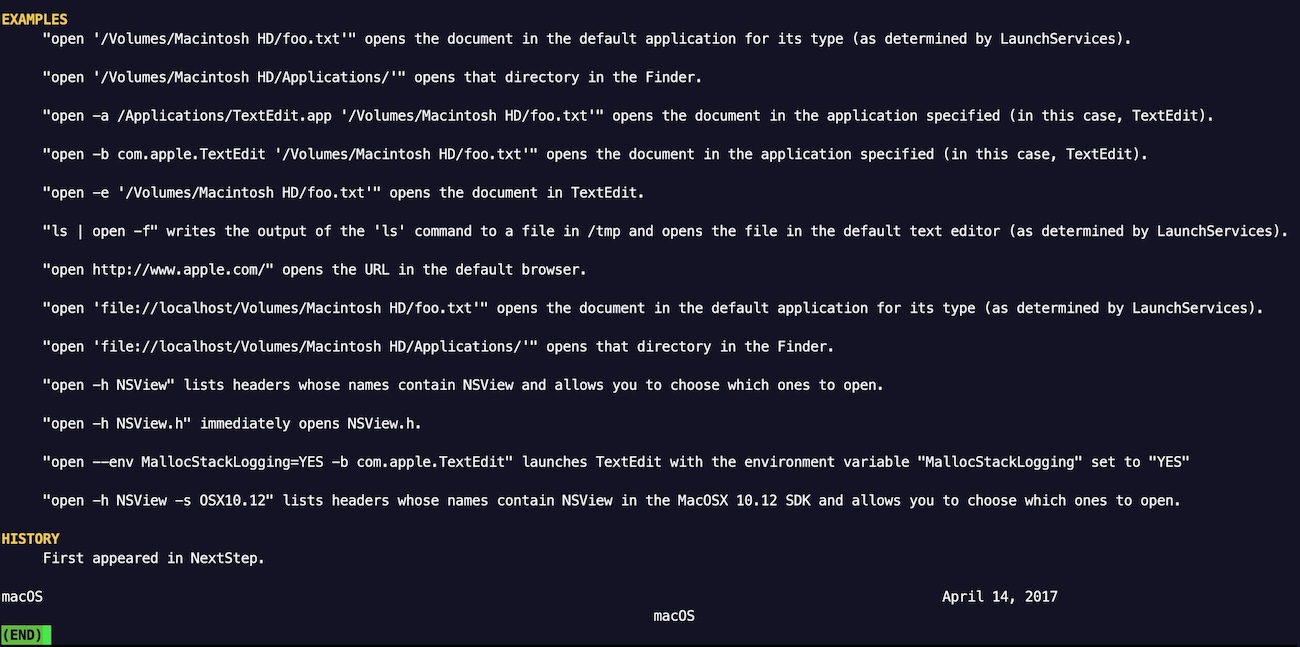 EXAMPLES
"open '/Volumes/Macintosh HD/foo.txt'" opens the document in the default application for its type (as determined by LaunchServices).
"open '/Volumes/Macintosh HD/Applications/'" opens that directory in the Finder.
"open -a /Applications/TextEdit.app '/Volumes/Macintosh HD/foo.txt'" opens the document in the application specified (in this case, TextEdit).
"open -b com.apple.TextEdit '/Volumes/Macintosh HD/foo.txt'" opens the document in the application specified (in this case, TextEdit).
"open -e '/Volumes/Macintosh HD/foo.txt'" opens the document in TextEdit.
"ls | open -f" writes the output of the 'ls' command to a file in /tmp and opens the file in the default text editor (as determined by LaunchServices).
"open http://www.apple.com/" opens the URL in the default browser.
"open 'file://localhost/Volumes/Macintosh HD/foo.txt'" opens the document in the default application for its type (as determined by LaunchServices).
"open 'file://localhost/Volumes/Macintosh HD/Applications/'" opens that directory in the Finder.
"open -h NSView" lists headers whose names contain NSView and allows you to choose which ones to open.
"open -h NSView.h" immediately opens NSView.h.
"open --env MallocStackLogging=YES -b com.apple.TextEdit" launches TextEdit with the environment variable "MallocStackLogging" set to "YES"
"open -h NSView -s OSX10.12" lists headers whose names contain NSView in the MacOSX 10.12 SDK and allows you to choose which ones to open.
HISTORY
First appeared in NextStep.
macOS April 14, 2017
macOS
(END)